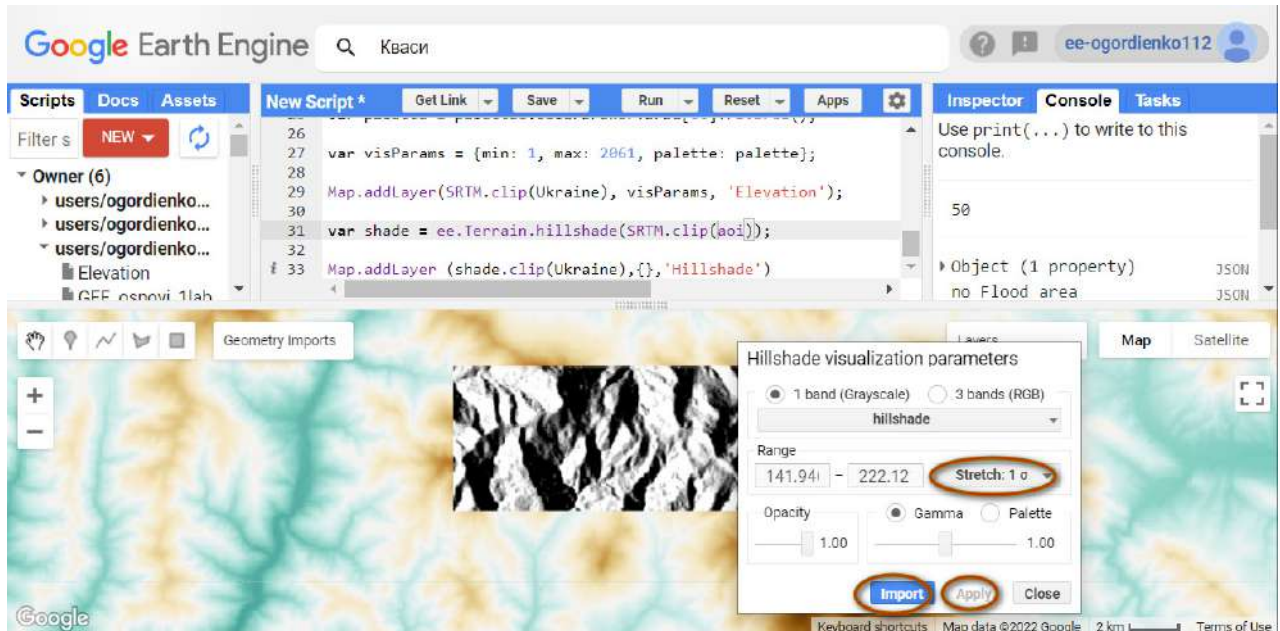 Google Earth Engine
Кваси
ee-ogordienko112
Scripts Docs Assets
Filter s
NEW
Owner (6)
users/ogordienko...
users/ogordienko...
users/ogordienko...
Elevation
GEE_osnovi_1lab
New Script *
Get Link Save Run Reset Apps
26
27 var visParams = {min: 1, max: 2061, palette: palette};
28
29 Map.addLayer(SRTM.clip(Ukraine), visParams, 'Elevation');
30
31 var shade = ee.Terrain.hillshade(SRTM.clip(aoi));
32
i 33 Map.addLayer (shade.clip(Ukraine),{},'Hillshade')
Inspector Console Tasks
Use print(...) to write to this
console.
50
Object (1 property) JSON
no Flood area JSON
Geometry Imports
Layers
Map Satellite
Hillshade visualization parameters
1 band (Grayscale) 3 bands (RGB)
hillshade
Range
141.94 – 222.12 Stretch: 1 σ
Opacity Gamma Palette
1.00 1.00
Import Apply Close
Google
Keyboard shortcuts Map data ©2022 Google 2 km Terms of Use